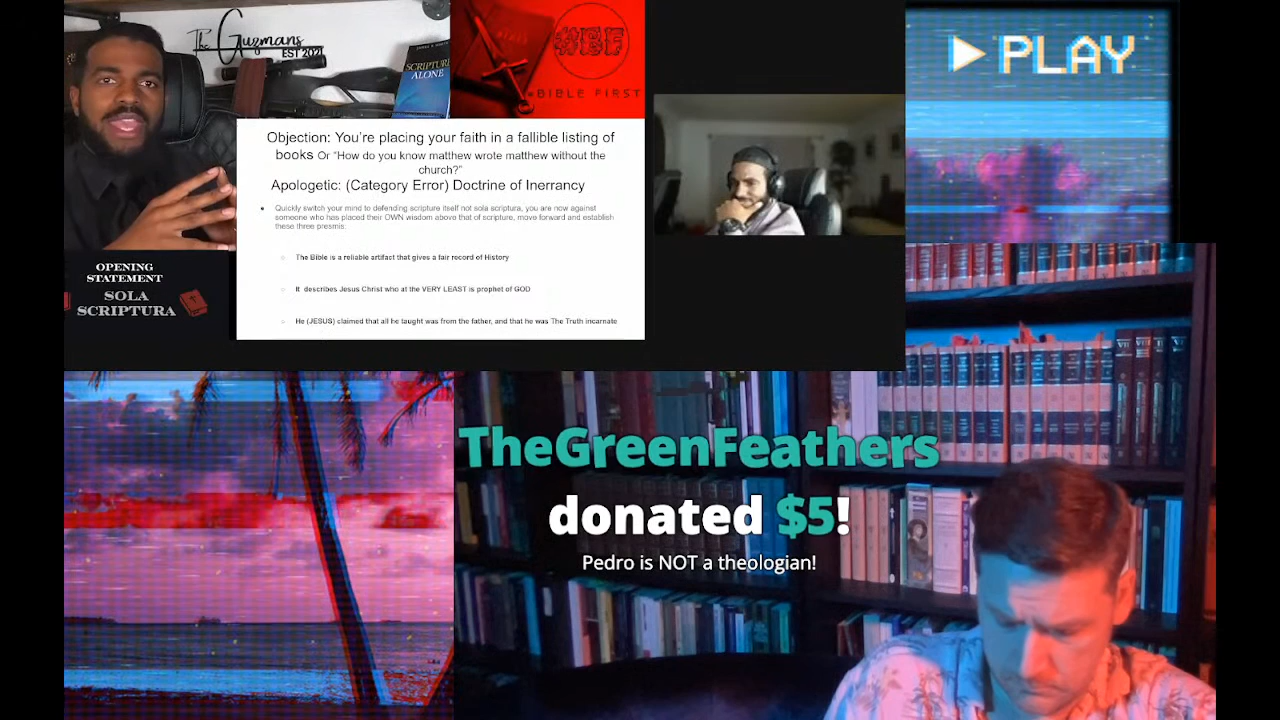 The Guzmans
EST 2021
SCRIPTURE
ALONE
#BF
#BIBLE FIRST
PLAY
Objection: You're placing your faith in a fallible listing of
books Or "How do you know matthew wrote matthew without the
church?"
Apologetic: (Category Error) Doctrine of Inerrancy
Quickly switch your mind to defending scripture itself not sola scriptura, you are now against
someone who has placed their OWN wisdom above that of scripture, move forward and establish
these three presmis:
The Bible is a reliable artifact that gives a fair record of History
It describes Jesus Christ who at the VERY LEAST is prophet of GOD
He (JESUS) claimed that all he taught was from the father, and that he was The Truth incarnate
OPENING
STATEMENT
SOLA
SCRIPTURA
TheGreenFeathers
donated $5!
Pedro is NOT a theologian!